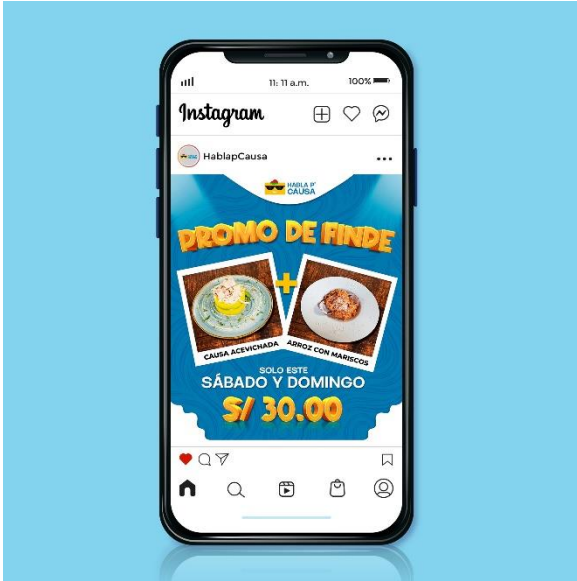 11: 11 a.m.
100%
Instagram
HablapCausa
HABLA P'
CAUSA
PROMO DE FINDE
+
CAUSA ACEVICHADA
ARROZ CON MARISCOS
SOLO ESTE
SÁBADO Y DOMINGO
S/ 30.00